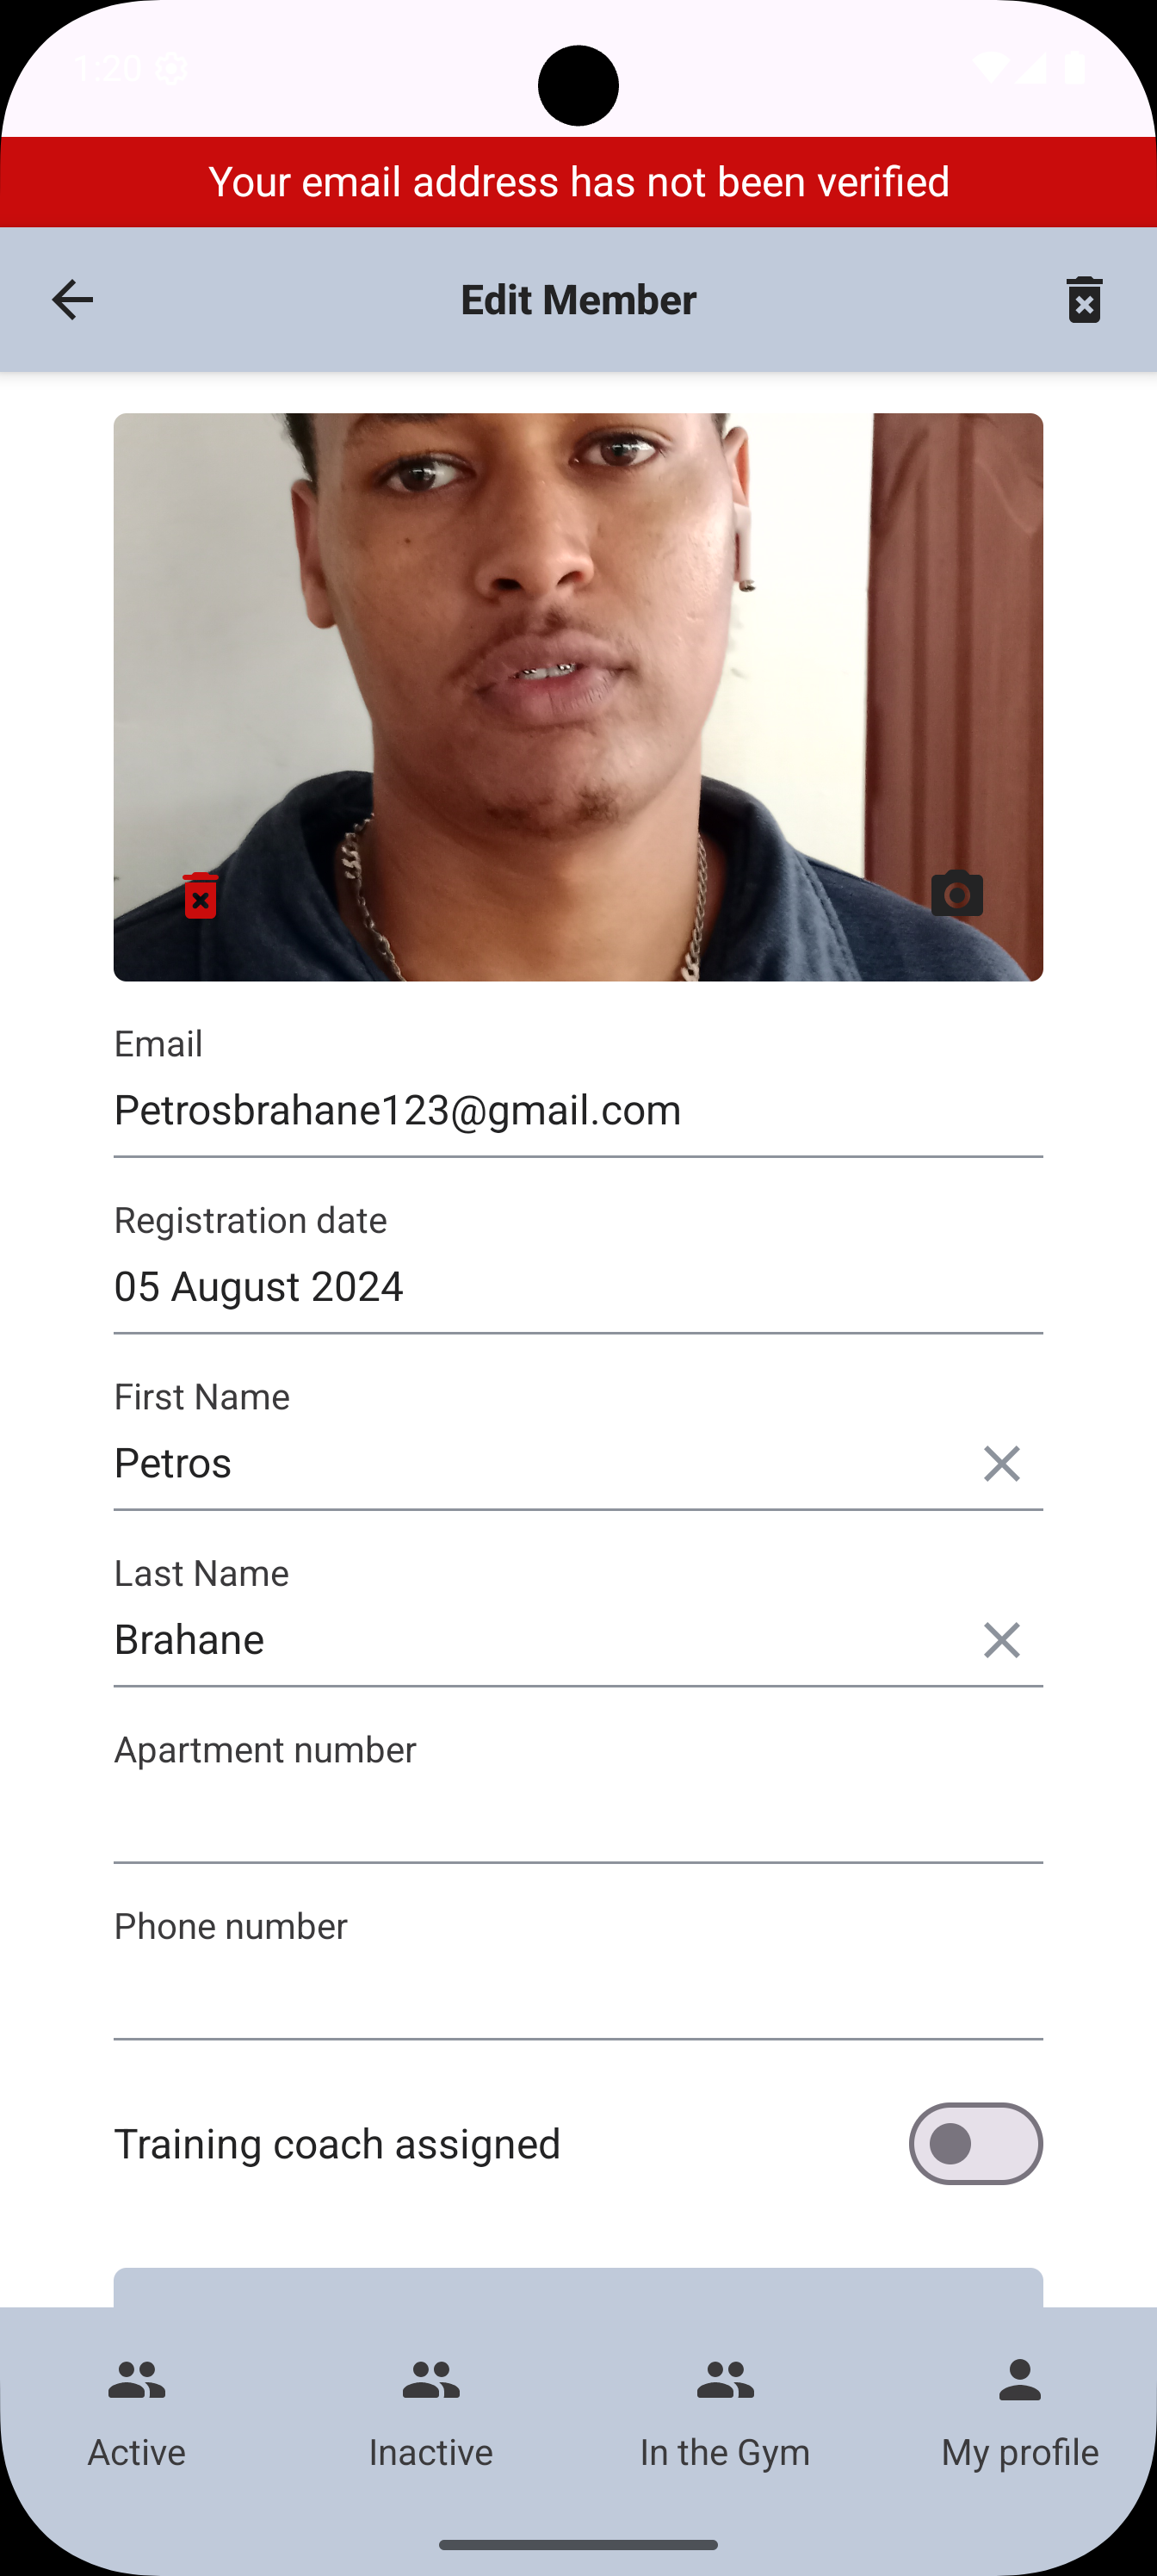 1:20
Your email address has not been verified
Edit Member
Email
Petrosbrahane123@gmail.com
Registration date
05 August 2024
First Name
Petros
Last Name
Brahane
Apartment number
Phone number
Training coach assigned
Active
Inactive
In the Gym
My profile